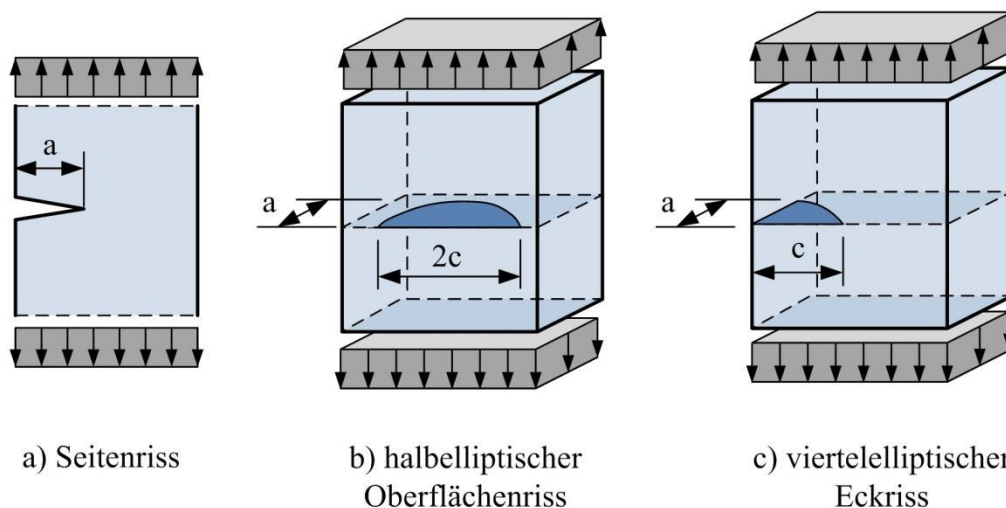 a
a
2c
a
c
a) Seitenriss
b) halbelliptischer
Oberflächenriss
c) viertelelliptischer
Eckriss